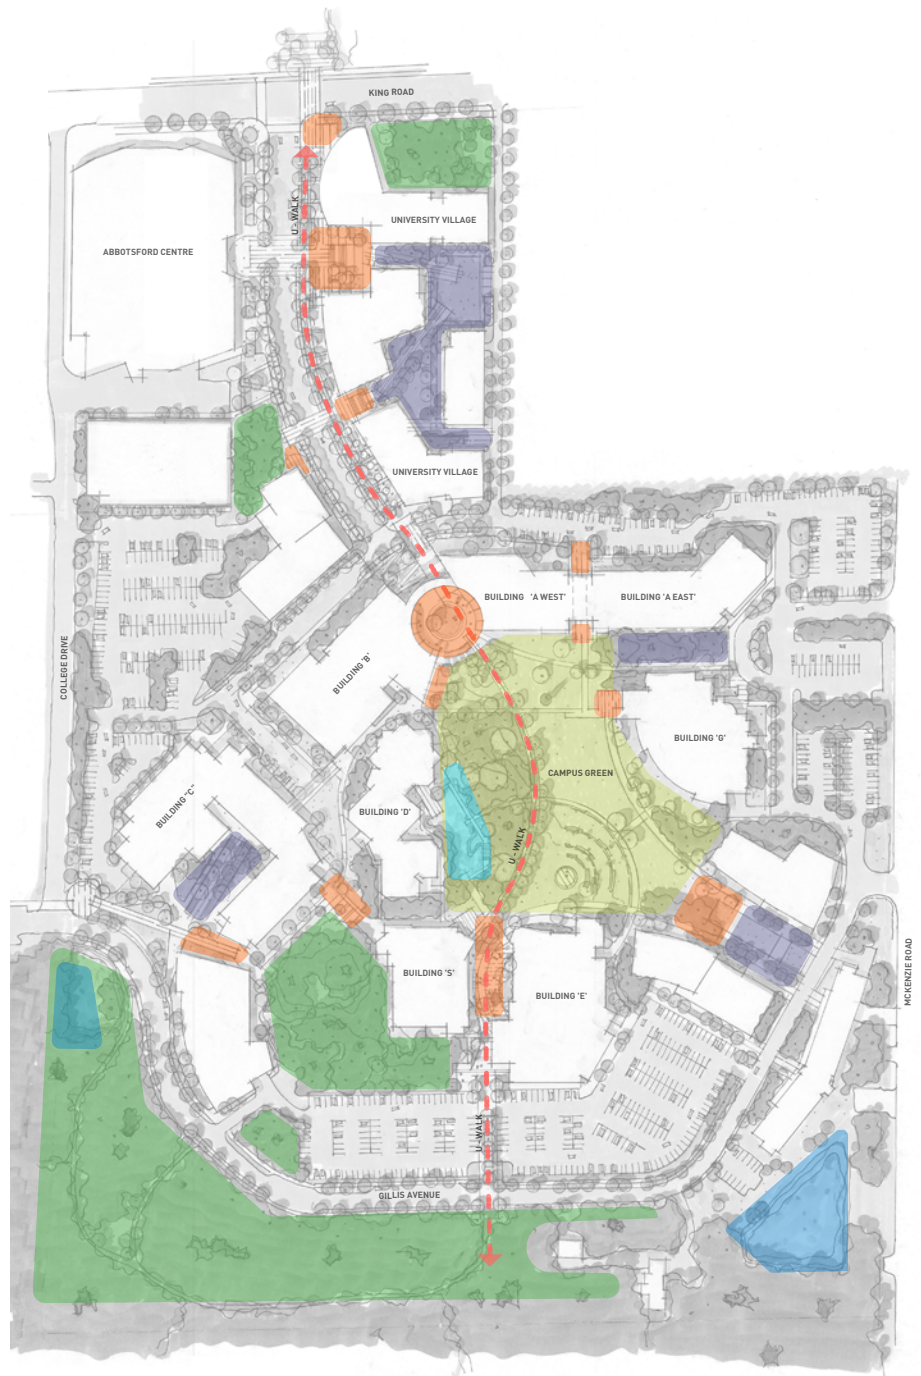 KING ROAD
U - WALK
UNIVERSITY VILLAGE
ABBOTSFORD CENTRE
UNIVERSITY VILLAGE
BUILDING 'A WEST'
BUILDING 'A EAST'
COLLEGE DRIVE
BUILDING 'B'
BUILDING 'G'
CAMPUS GREEN
BUILDING "C"
BUILDING 'D'
U - WALK
MCKENZIE ROAD
BUILDING 'S'
BUILDING 'E'
U - WALK
GILLIS AVENUE